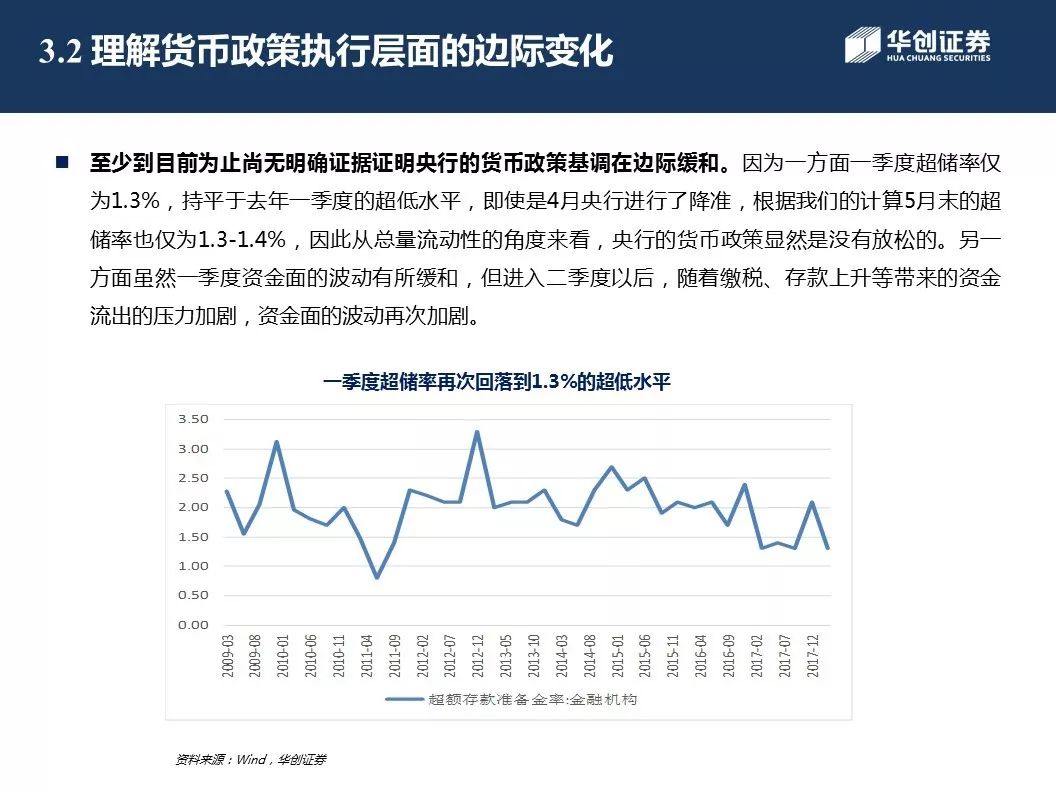 3.2 理解货币政策执行层面的边际变化
华创证券
HUA CHUANG SECURITIES
至少到目前为止尚无明确证据证明央行的货币政策基调在边际缓和。因为一方面一季度超储率仅
为1.3%，持平于去年一季度的超低水平，即使是4月央行进行了降准，根据我们的计算5月末的超
储率也仅为1.3-1.4%，因此从总量流动性的角度来看，央行的货币政策显然是没有放松的。另一
方面虽然一季度资金面的波动有所缓和，但进入二季度以后，随着缴税、存款上升等带来的资金
流出的压力加剧，资金面的波动再次加剧。
一季度超储率再次回落到1.3%的超低水平
3.50
3.00
2.50
2.00
1.50
1.00
0.50
0.00
2009-03
2009-08
2010-01
2010-06
2010-11
2011-04
2011-09
2012-02
2012-07
2012-12
2013-05
2013-10
2014-03
2014-08
2015-01
2015-06
2015-11
2016-04
2016-09
2017-02
2017-07
2017-12
超额存款准备金率:金融机构
资料来源：Wind，华创证券